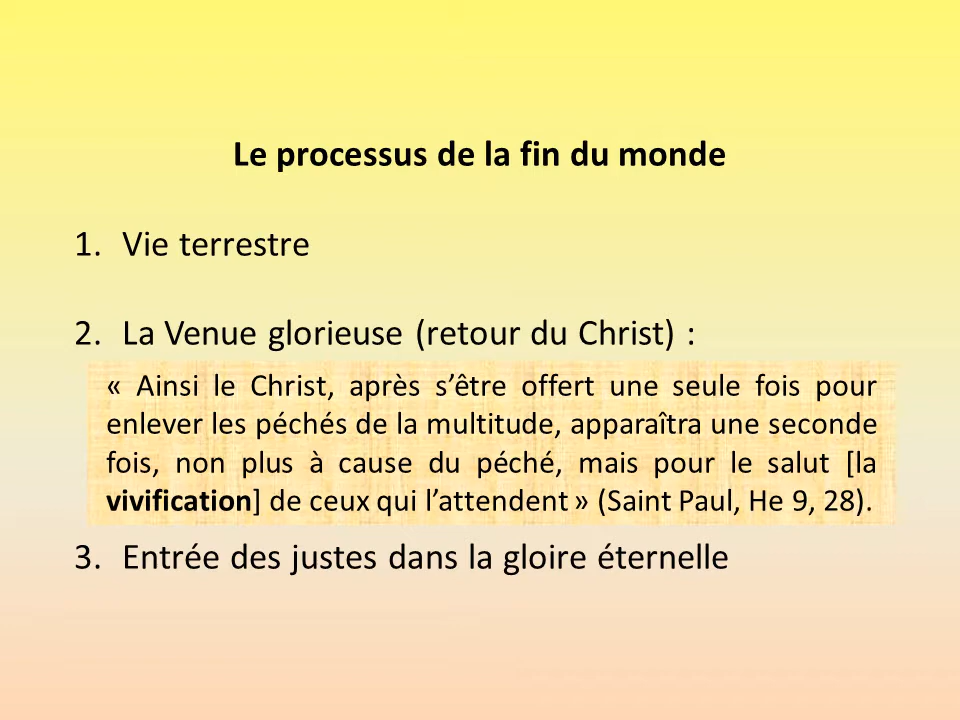 Le processus de la fin du monde
1. Vie terrestre
2. La Venue glorieuse (retour du Christ) :
« Ainsi le Christ, après s’être offert une seule fois pour
enlever les péchés de la multitude, apparaîtra une seconde
fois, non plus à cause du péché, mais pour le salut [la
vivification] de ceux qui l’attendent » (Saint Paul, He 9, 28).
3. Entrée des justes dans la gloire éternelle